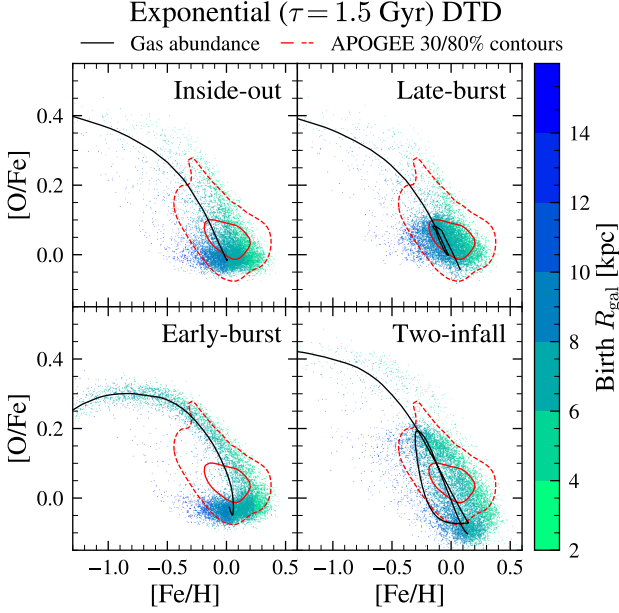 Exponential (τ = 1.5 Gyr) DTD
Gas abundance
APOGEE 30/80% contours
Inside-out
Late-burst
0.4
0.2
0.0
[O/Fe]
Early-burst
Two-infall
0.4
0.2
0.0
[O/Fe]
−1.0
−0.5
0.0
0.5
[Fe/H]
−1.0
−0.5
0.0
0.5
[Fe/H]
14
12
10
8
6
4
2
Birth R_gal [kpc]